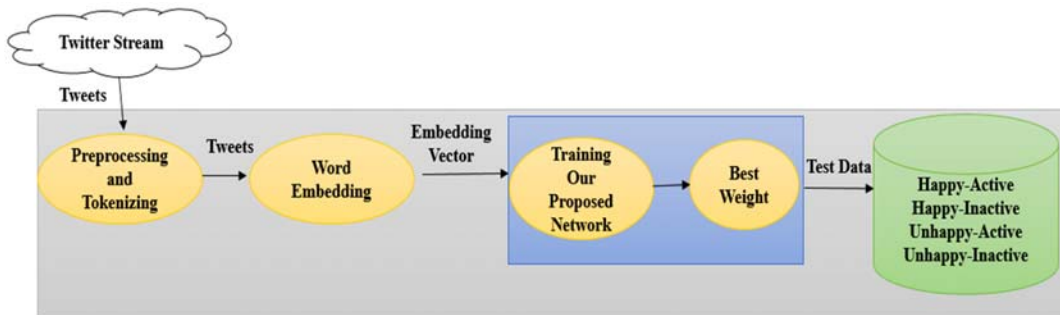 Twitter Stream
Tweets
Preprocessing
and
Tokenizing
Tweets
Word
Embedding
Embedding
Vector
Training
Our
Proposed
Network
Best
Weight
Test Data
Happy-Active
Happy-Inactive
Unhappy-Active
Unhappy-Inactive